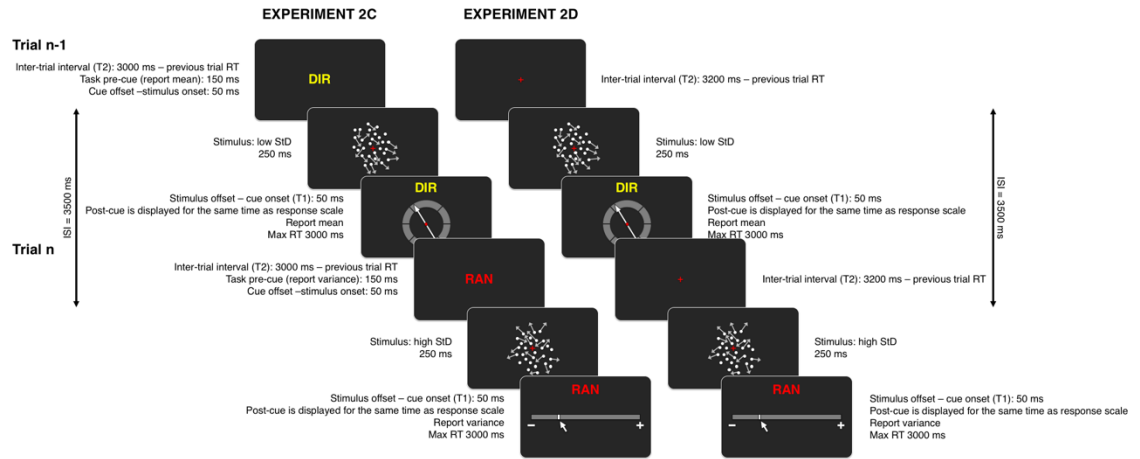 EXPERIMENT 2C
EXPERIMENT 2D
Trial n-1
Inter-trial interval (T2): 3000 ms – previous trial RT
Task pre-cue (report mean): 150 ms
Cue offset –stimulus onset: 50 ms
DIR
Inter-trial interval (T2): 3200 ms – previous trial RT
Stimulus: low StD
250 ms
Stimulus: low StD
250 ms
ISI = 3500 ms
ISI = 3500 ms
Stimulus offset – cue onset (T1): 50 ms
Post-cue is displayed for the same time as response scale
Report mean
Max RT 3000 ms
DIR
DIR
Stimulus offset – cue onset (T1): 50 ms
Post-cue is displayed for the same time as response scale
Report mean
Max RT 3000 ms
Trial n
Inter-trial interval (T2): 3000 ms – previous trial RT
Task pre-cue (report variance): 150 ms
Cue offset –stimulus onset: 50 ms
RAN
Inter-trial interval (T2): 3200 ms – previous trial RT
Stimulus: high StD
250 ms
Stimulus: high StD
250 ms
Stimulus offset – cue onset (T1): 50 ms
Post-cue is displayed for the same time as response scale
Report variance
Max RT 3000 ms
RAN
– +
RAN
– +
Stimulus offset – cue onset (T1): 50 ms
Post-cue is displayed for the same time as response scale
Report variance
Max RT 3000 ms